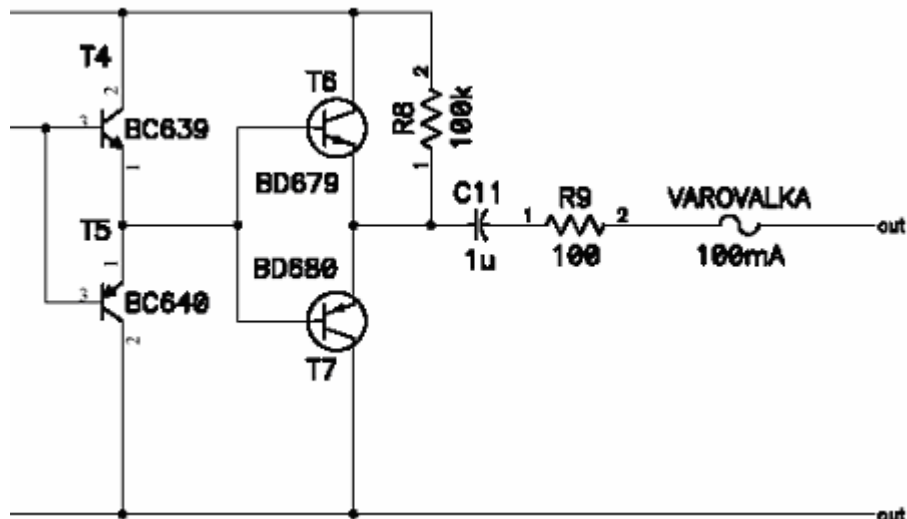 T4
2
3
BC639
1
T5
1
3
BC640
2
T6
BD679
BD680
T7
2
R8
100k
1
C11
1u
1
R9
2
100
VAROVALKA
100mA
out
out